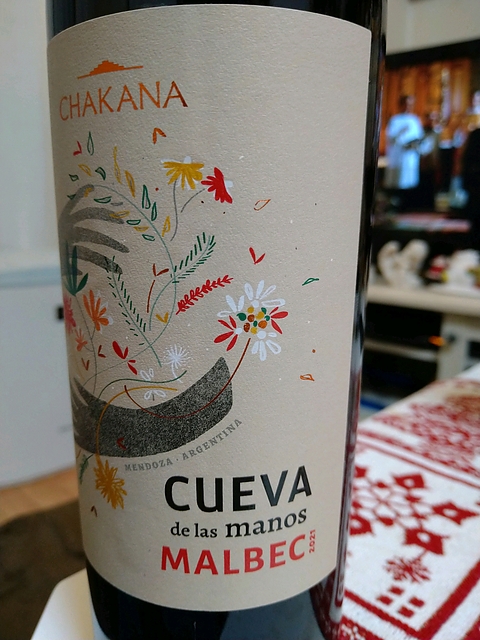 CHAKANA
MENDOZA · ARGENTINA
CUEVA
de las manos
MALBEC
2021